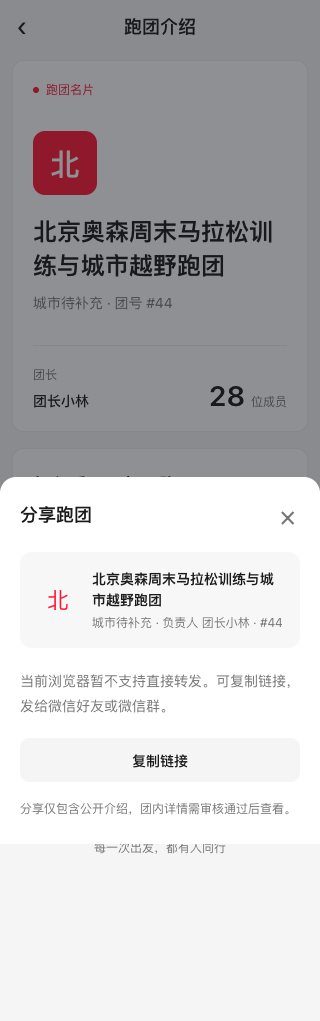 跑团介绍
跑团名片
北
北京奥森周末马拉松训
练与城市越野跑团
城市待补充 · 团号 #44
团长
团长小林
28 位成员
分享跑团
北
北京奥森周末马拉松训练与城
市越野跑团
城市待补充 · 负责人 团长小林 · #44
当前浏览器暂不支持直接转发。可复制链接，
发给微信好友或微信群。
复制链接
分享仅包含公开介绍，团内详情需审核通过后查看。
每一次出发，都有人同行